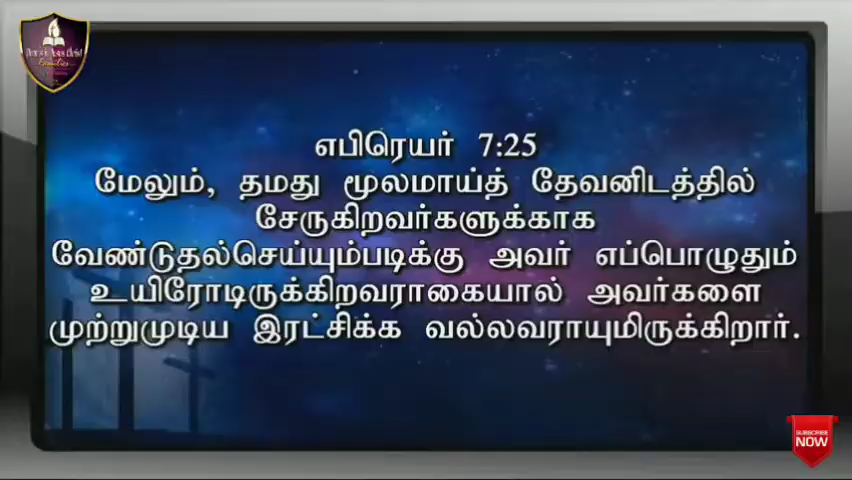 எபிரெயர் 7:25
மேலும், தமது மூலமாய்த் தேவனிடத்தில்
சேருகிறவர்களுக்காக
வேண்டுதல்செய்யும்படிக்கு அவர் எப்பொழுதும்
உயிரோடிருக்கிறவராகையால் அவர்களை
முற்றுமுடிய இரட்சிக்க வல்லவராயுமிருக்கிறார்.
SUBSCRIBE
NOW